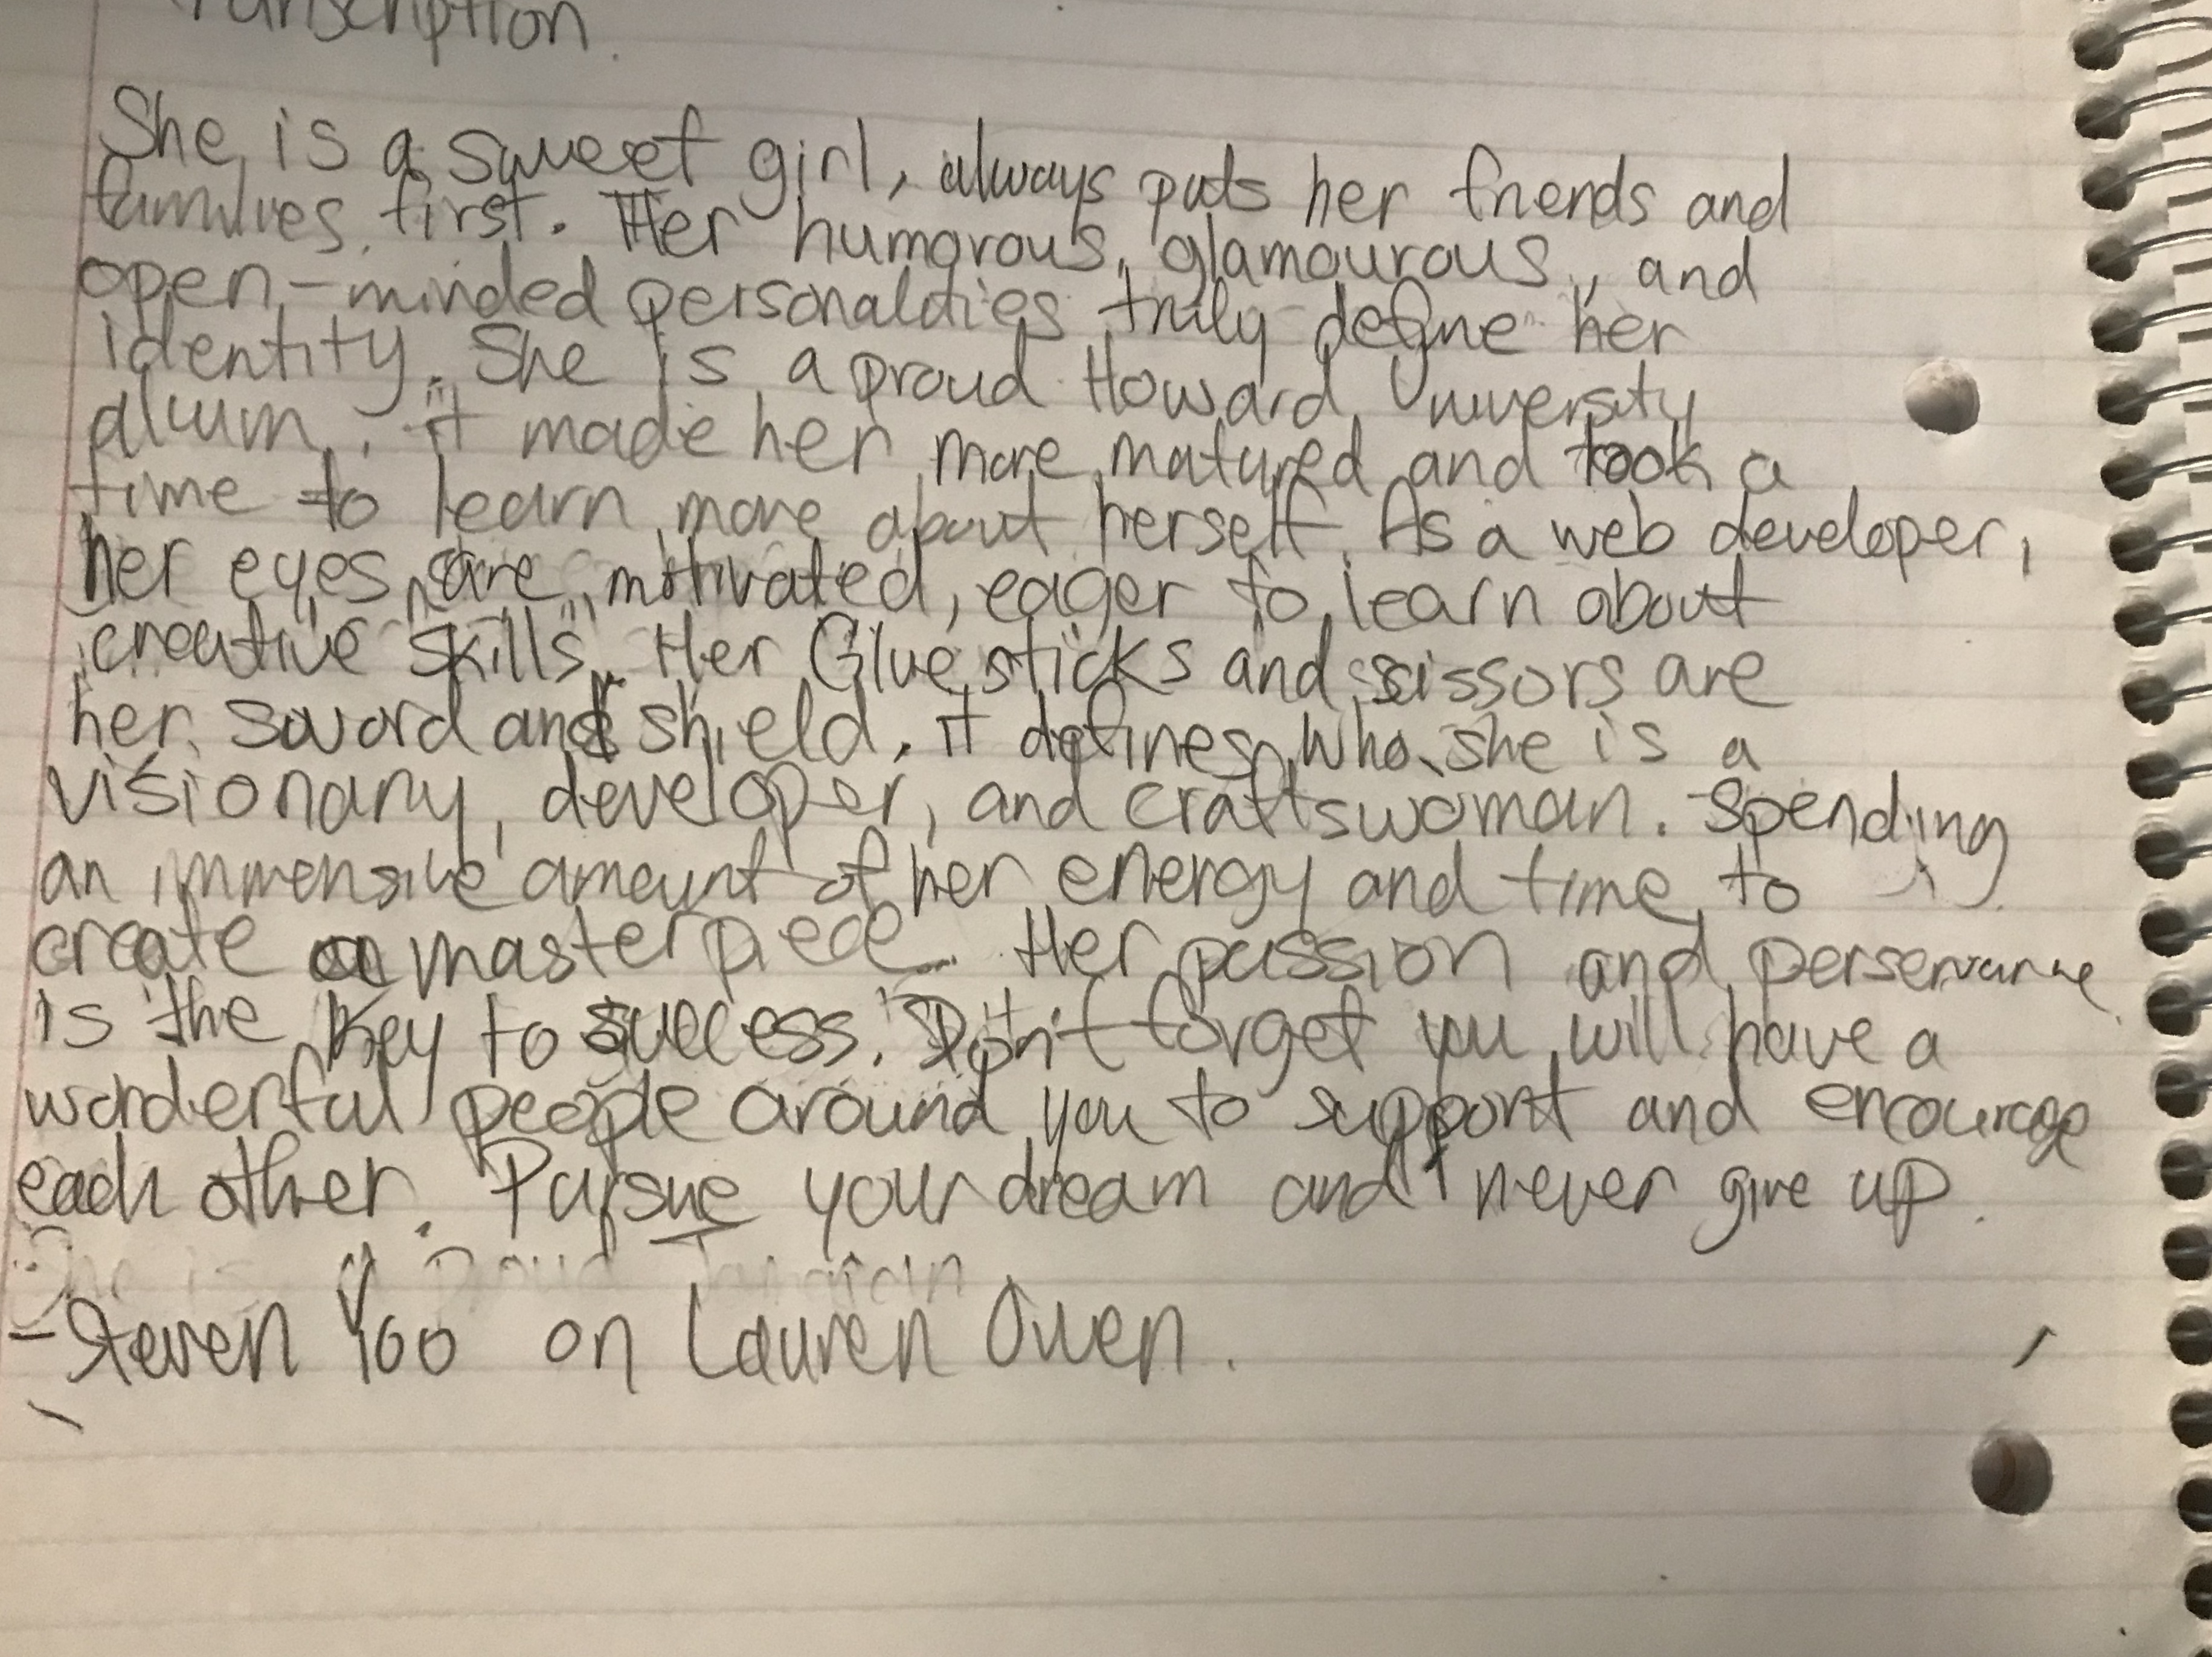 Transcription.
She is a sweet girl, always puts her friends and
families first. Her humorous, glamourous, and
open-minded personalities truly define her
identity. She is a proud Howard University
alum. it made her more matured and took a
time to learn more about herself. As a web developer,
her eyes are motivated, eager to learn about
creative skills. Her Glue sticks and scissors are
her sword and shield. it defines who she is a
visionary, developer, and craftswoman. Spending
an immensive amount of her energy and time to
create a masterpiece. Her passion and perservance
is the key to success. Don't forget you will have a
wonderful people around you to support and encourage
each other. Pursue your dream and never give up.
She is a Proud Jamaican
-Steven Yoo on Lauren Owen.